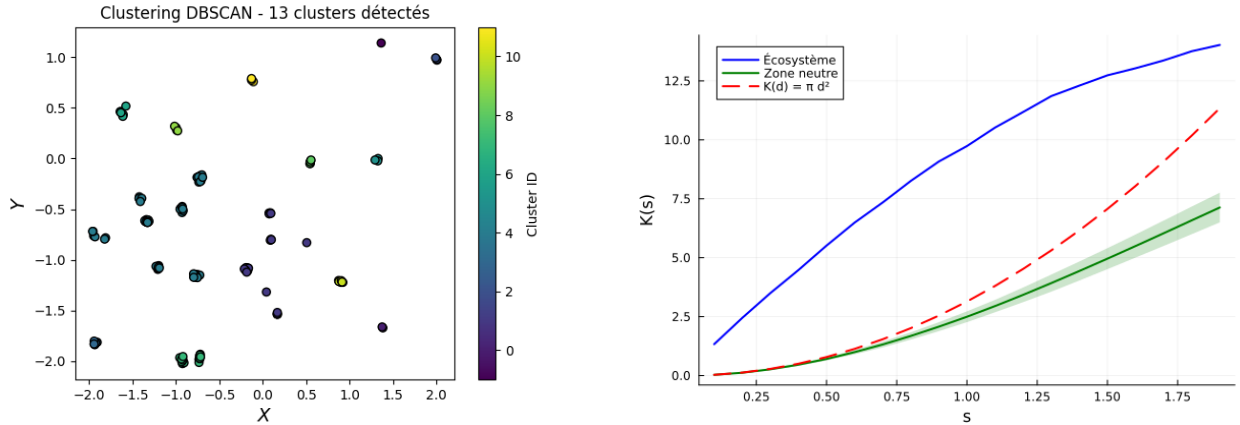 Clustering DBSCAN - 13 clusters détectés
1.0
0.5
0.0
−0.5
−1.0
−1.5
−2.0
Y
−2.0 −1.5 −1.0 −0.5 0.0 0.5 1.0 1.5 2.0
X
10
8
6
4
2
0
Cluster ID
Écosystème
Zone neutre
K(d) = π d²
12.5
10.0
7.5
5.0
2.5
0.0
K(s)
0.25 0.50 0.75 1.00 1.25 1.50 1.75
s